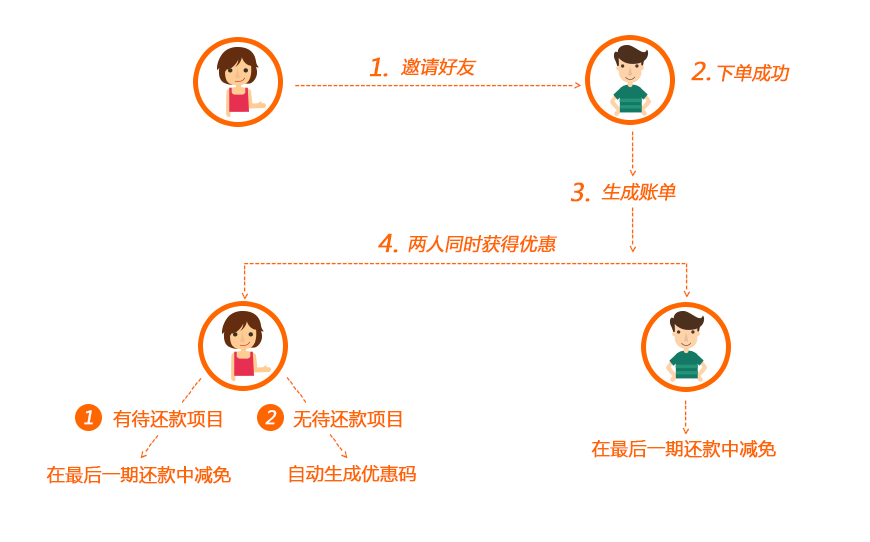 1. 邀请好友
2. 下单成功
3. 生成账单
4. 两人同时获得优惠
1 有待还款项目
2 无待还款项目
在最后一期还款中减免
自动生成优惠码
在最后一期还款中减免